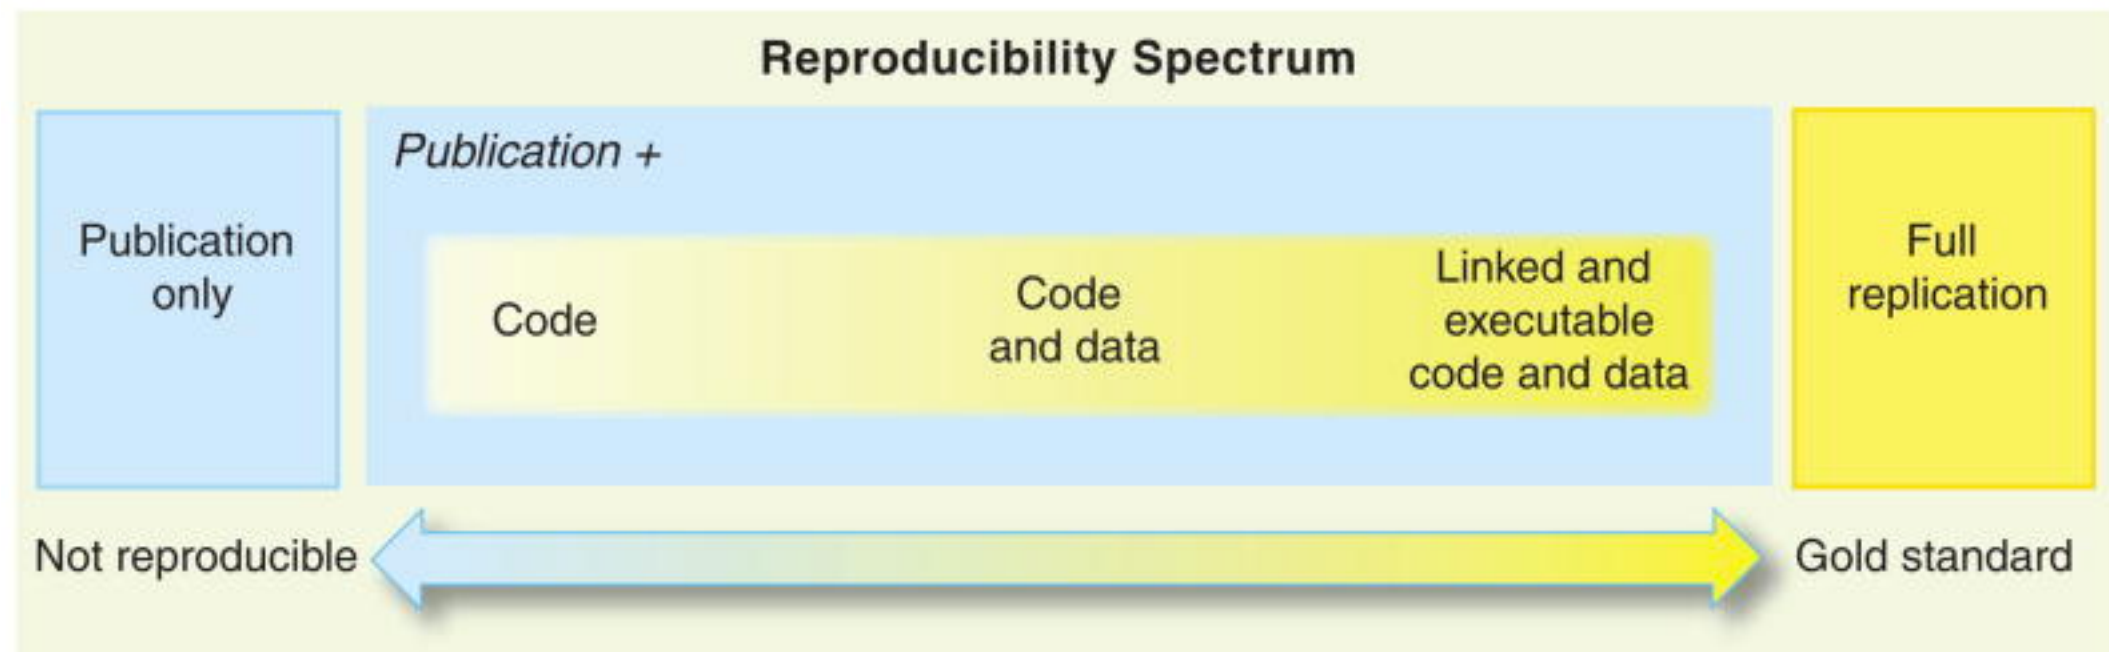 Reproducibility Spectrum
Publication
only
Publication +
Code
Code
and data
Linked and
executable
code and data
Full
replication
Not reproducible
Gold standard